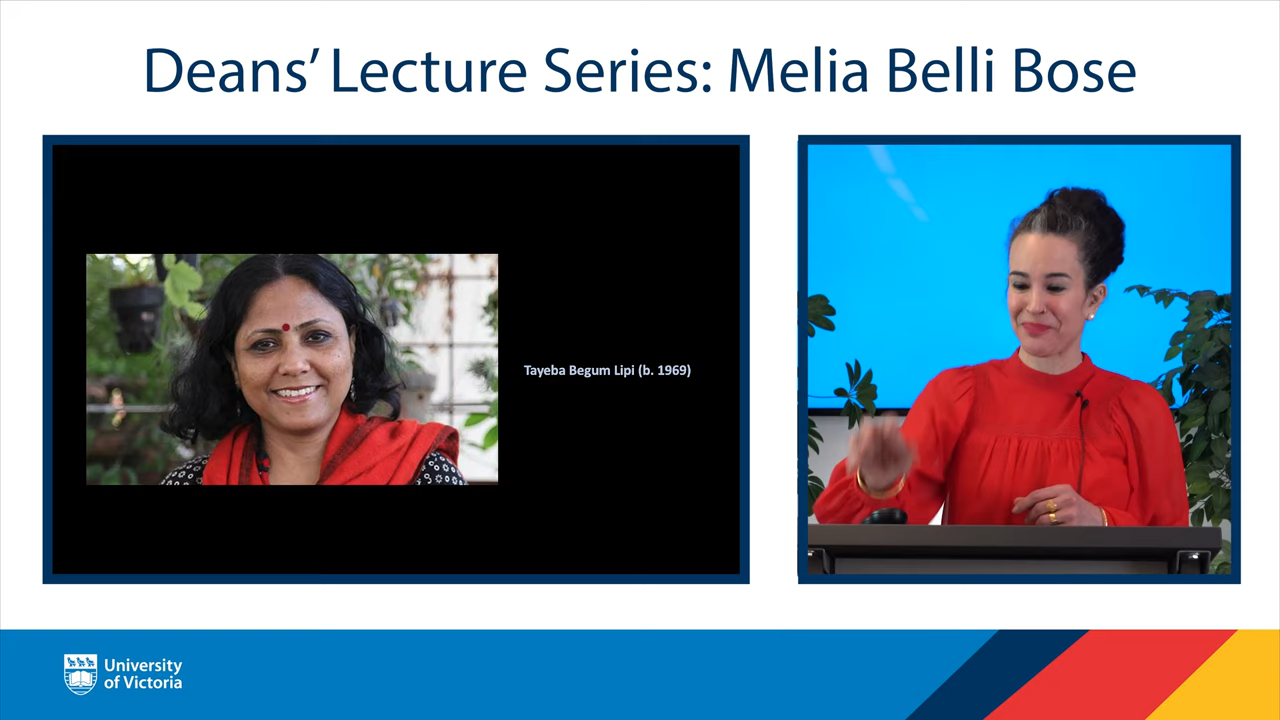 Deans’ Lecture Series: Melia Belli Bose
Tayeba Begum Lipi (b. 1969)
University
of Victoria